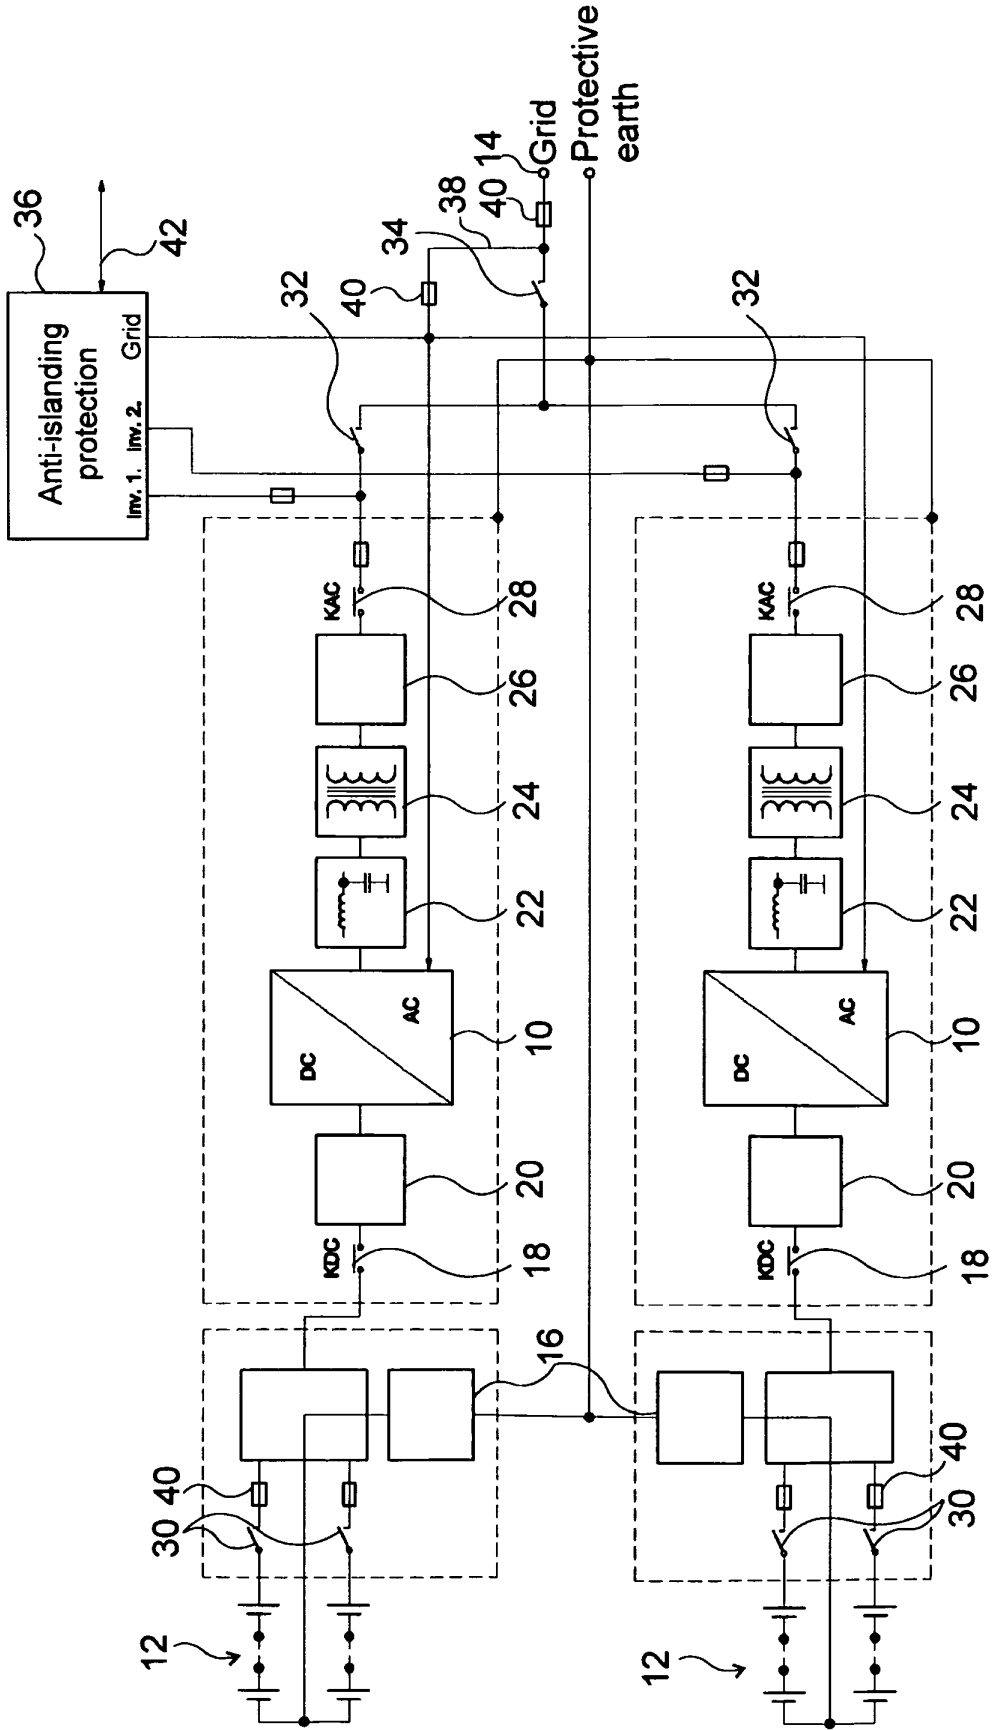 36
42
Anti-islanding
protection
Inv. 1.
Inv. 2.
Grid
32
40
34
38
40
14
Grid
Protective
earth
32
KAC
28
26
24
22
DC
AC
10
20
KDC
18
16
40
30
12
KAC
28
26
24
22
DC
AC
10
20
KDC
18
40
30
12